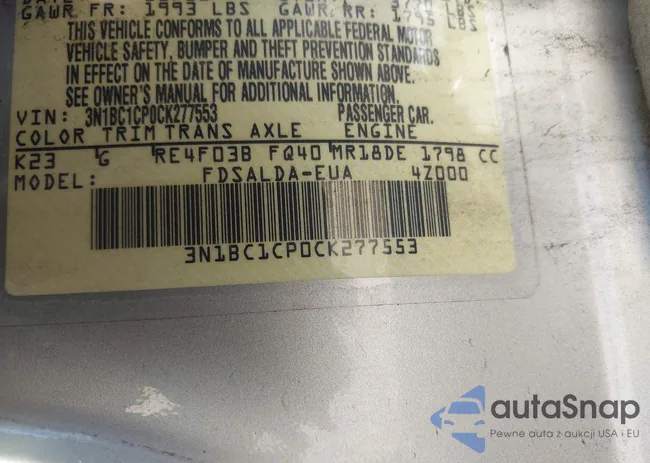 GAWR FR: 1993 LBS GAWR RR: 1795
THIS VEHICLE CONFORMS TO ALL APPLICABLE FEDERAL MOTOR
VEHICLE SAFETY, BUMPER AND THEFT PREVENTION STANDARDS
IN EFFECT ON THE DATE OF MANUFACTURE SHOWN ABOVE.
SEE OWNER'S MANUAL FOR ADDITIONAL INFORMATION.
VIN: 3N1BC1CP0CK277553 PASSENGER CAR.
COLOR TRIM TRANS AXLE ENGINE
K23 G RE4F03B FQ40 MR18DE 1798 CC
MODEL: FDSALDA-EUA 4Z000
3N1BC1CP0CK277553
autaSnap
Pewne auta z aukcji USA i EU